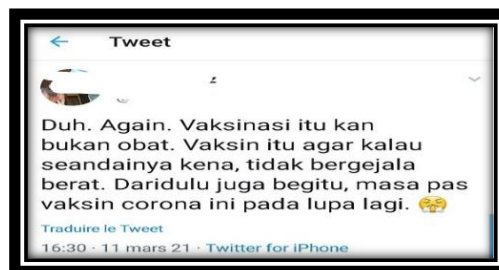 Tweet
Duh. Again. Vaksinasi itu kan
bukan obat. Vaksin itu agar kalau
seandainya kena, tidak bergejala
berat. Daridulu juga begitu, masa pas
vaksin corona ini pada lupa lagi. 😤
Traduire le Tweet
16:30 · 11 mars 21 · Twitter for iPhone